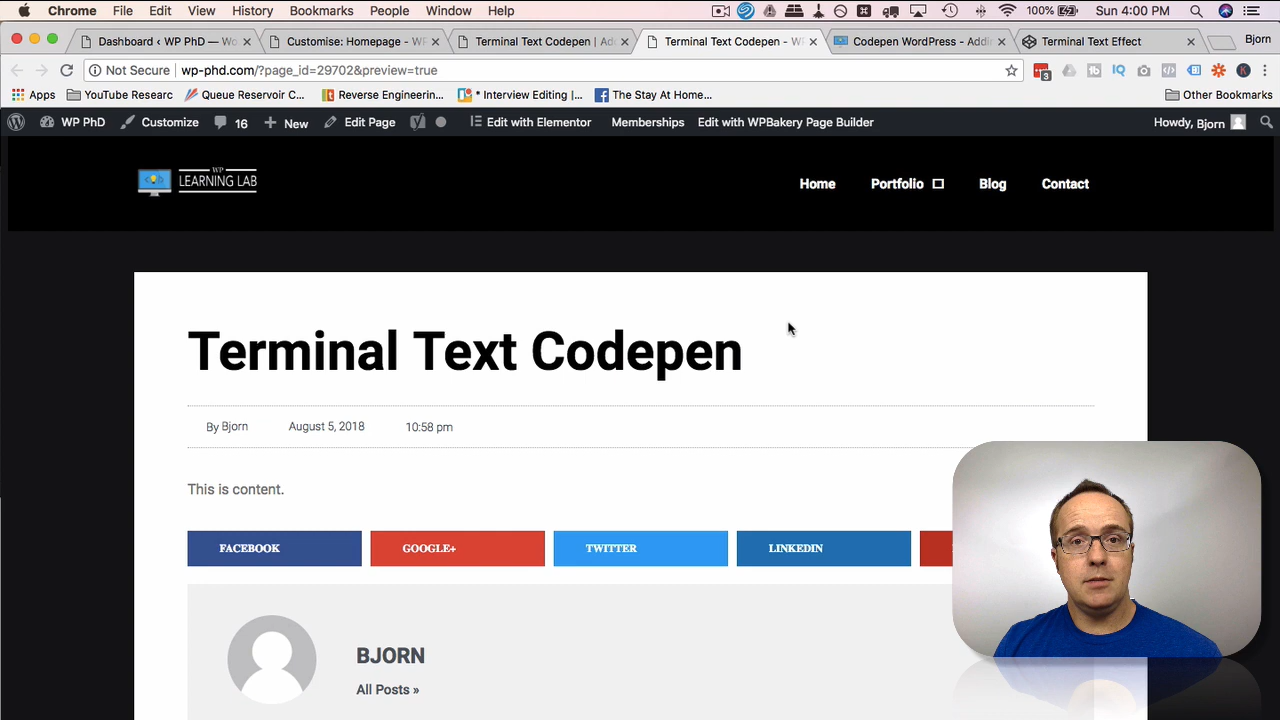 Chrome File Edit View History Bookmarks People Window Help 100% Sun 4:00 PM
Dashboard ‹ WP PhD — Wo Customise: Homepage - WP Terminal Text Codepen | Ad Terminal Text Codepen - W Codepen WordPress - Addin Terminal Text Effect Bjorn
Not Secure wp-phd.com/?page_id=29702&preview=true 3 IQ K
Apps YouTube Researc Queue Reservoir C... Reverse Engineerin... * Interview Editing |... The Stay At Home... Other Bookmarks
WP PhD Customize 16 New Edit Page Edit with Elementor Memberships Edit with WPBakery Page Builder Howdy, Bjorn
WP
LEARNING LAB
Home Portfolio Blog Contact
Terminal Text Codepen
By Bjorn August 5, 2018 10:58 pm
This is content.
FACEBOOK GOOGLE+ TWITTER LINKEDIN
BJORN
All Posts »